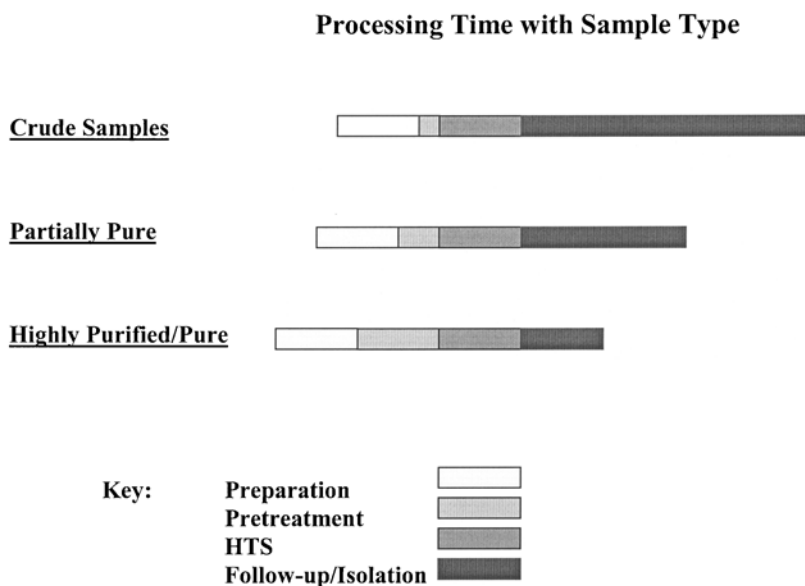 Processing Time with Sample Type
Crude Samples
Partially Pure
Highly Purified/Pure
Key:
Preparation
Pretreatment
HTS
Follow-up/Isolation